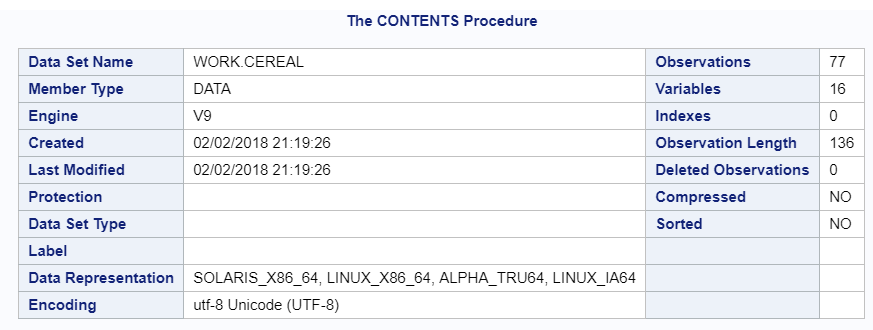 The CONTENTS Procedure
Data Set Name WORK.CEREAL Observations 77
Member Type DATA Variables 16
Engine V9 Indexes 0
Created 02/02/2018 21:19:26 Observation Length 136
Last Modified 02/02/2018 21:19:26 Deleted Observations 0
Protection Compressed NO
Data Set Type Sorted NO
Label
Data Representation SOLARIS_X86_64, LINUX_X86_64, ALPHA_TRU64, LINUX_IA64
Encoding utf-8 Unicode (UTF-8)